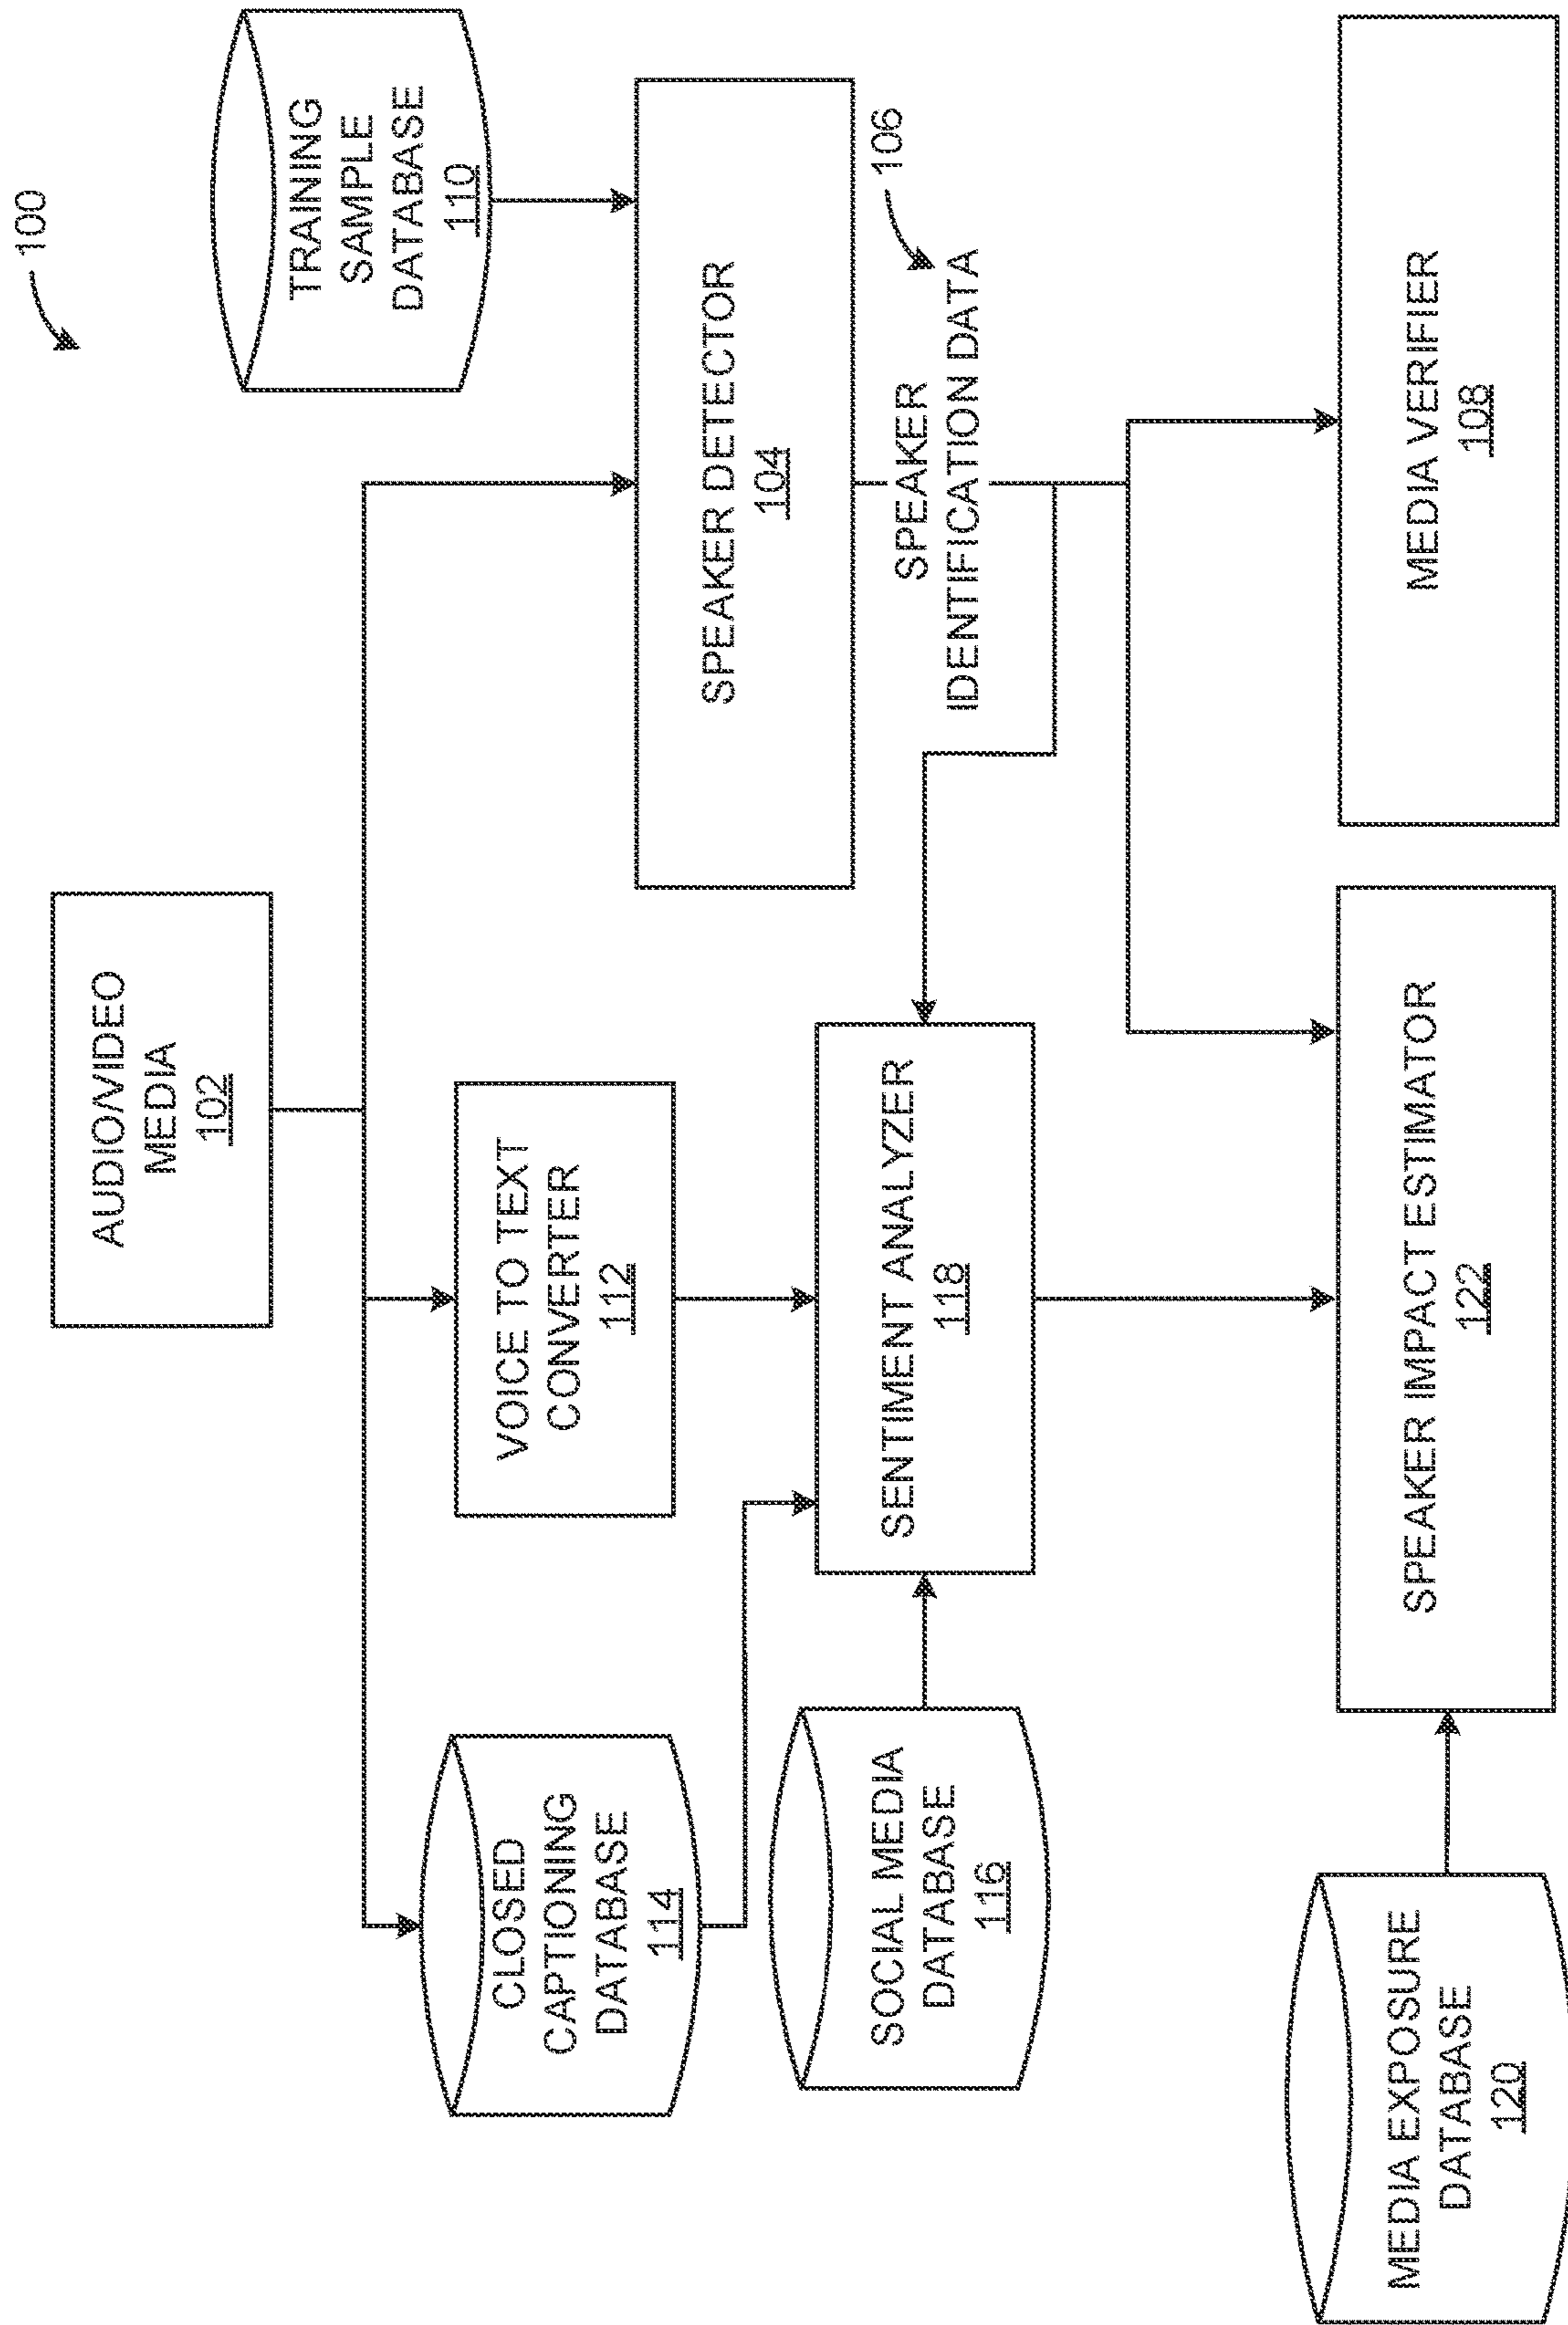 100
AUDIO/VIDEO
MEDIA
102
TRAINING
SAMPLE
DATABASE
110
CLOSED
CAPTIONING
DATABASE
114
VOICE TO TEXT
CONVERTER
112
SPEAKER DETECTOR
104
SOCIAL MEDIA
DATABASE
116
SENTIMENT ANALYZER
118
SPEAKER
IDENTIFICATION DATA
106
MEDIA EXPOSURE
DATABASE
120
SPEAKER IMPACT ESTIMATOR
122
MEDIA VERIFIER
108